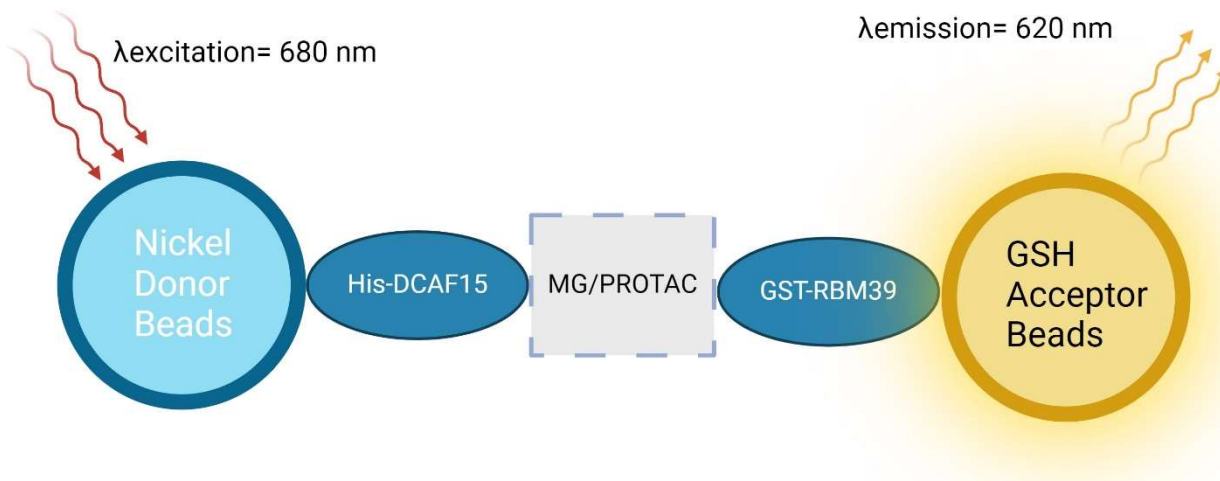 λexcitation= 680 nm
λemission= 620 nm
Nickel
Donor
Beads
His-DCAF15
MG/PROTAC
GST-RBM39
GSH
Acceptor
Beads